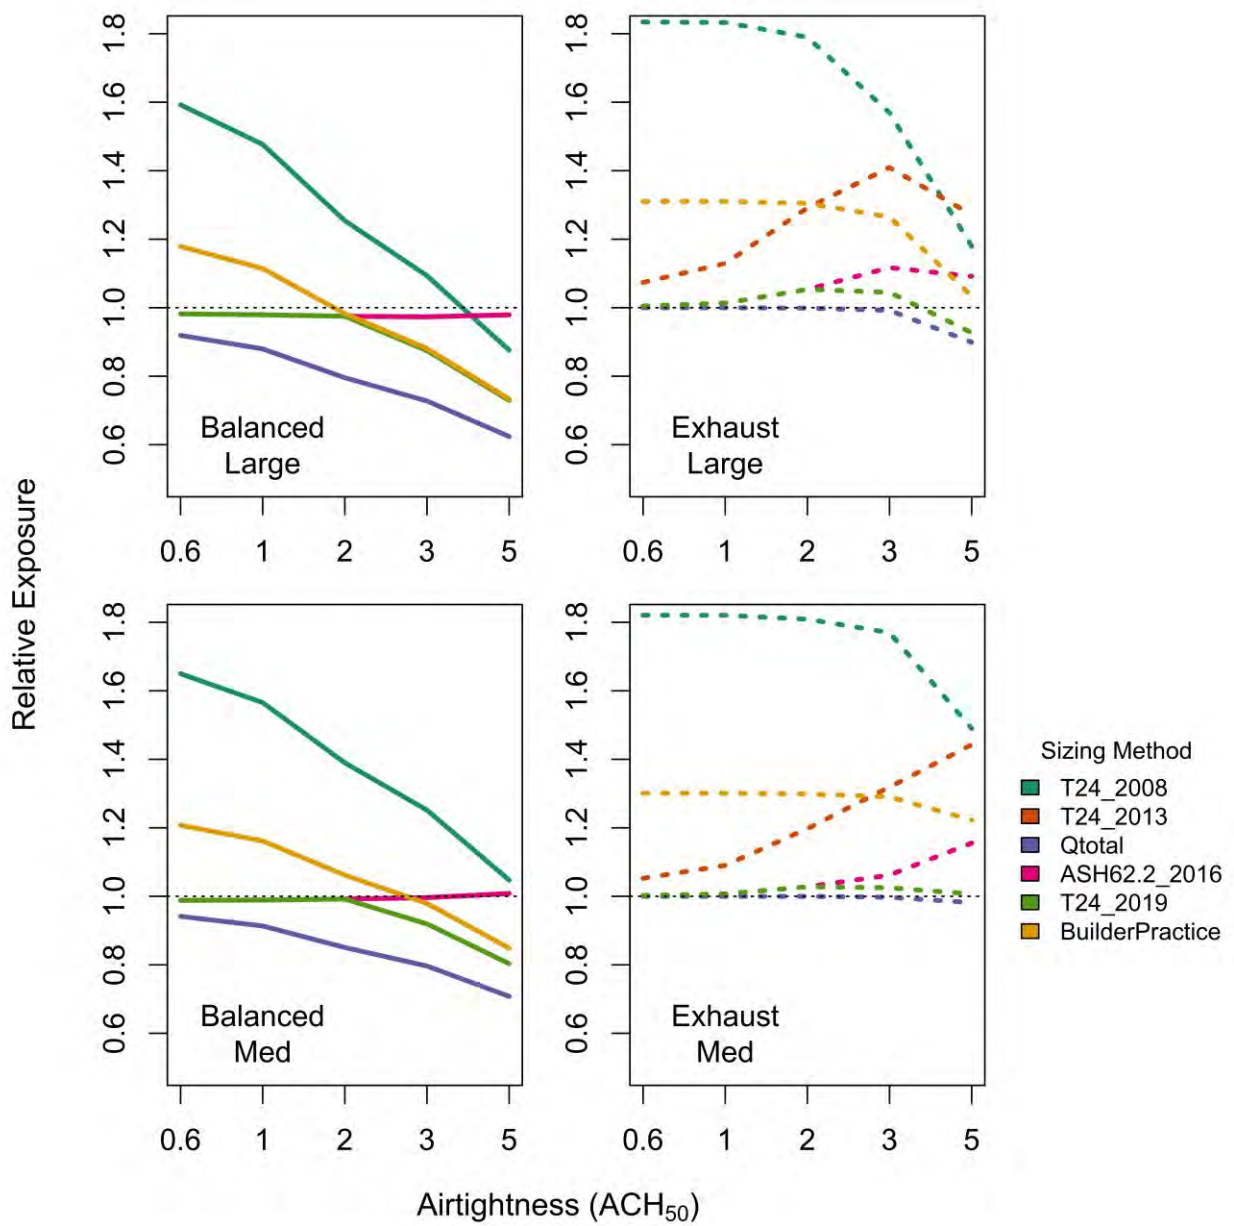 Relative Exposure
1.8
1.6
1.4
1.2
1.0
0.8
0.6
Balanced
Large
0.6 1 2 3 5
1.8
1.6
1.4
1.2
1.0
0.8
0.6
Exhaust
Large
0.6 1 2 3 5
1.8
1.6
1.4
1.2
1.0
0.8
0.6
Balanced
Med
0.6 1 2 3 5
1.8
1.6
1.4
1.2
1.0
0.8
0.6
Exhaust
Med
0.6 1 2 3 5
Airtightness (ACH₅₀)
Sizing Method
T24_2008
T24_2013
Qtotal
ASH62.2_2016
T24_2019
BuilderPractice